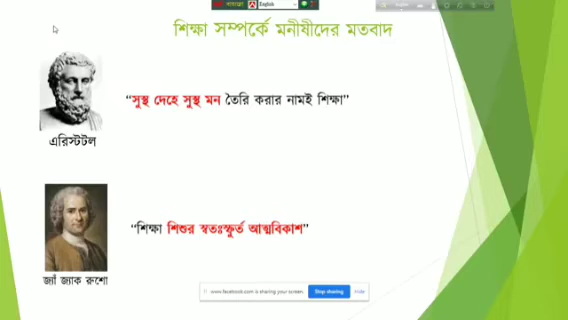 English
শিক্ষা সম্পর্কে মনীষীদের মতবাদ
“সুস্থ দেহে সুস্থ মন তৈরি করার নামই শিক্ষা”
এরিস্টটল
“শিক্ষা শিশুর স্বতঃস্ফুর্ত আত্মবিকাশ”
জ্যাঁ জ্যাক রুশো
www.facebook.com is sharing your screen. Stop sharing Hide